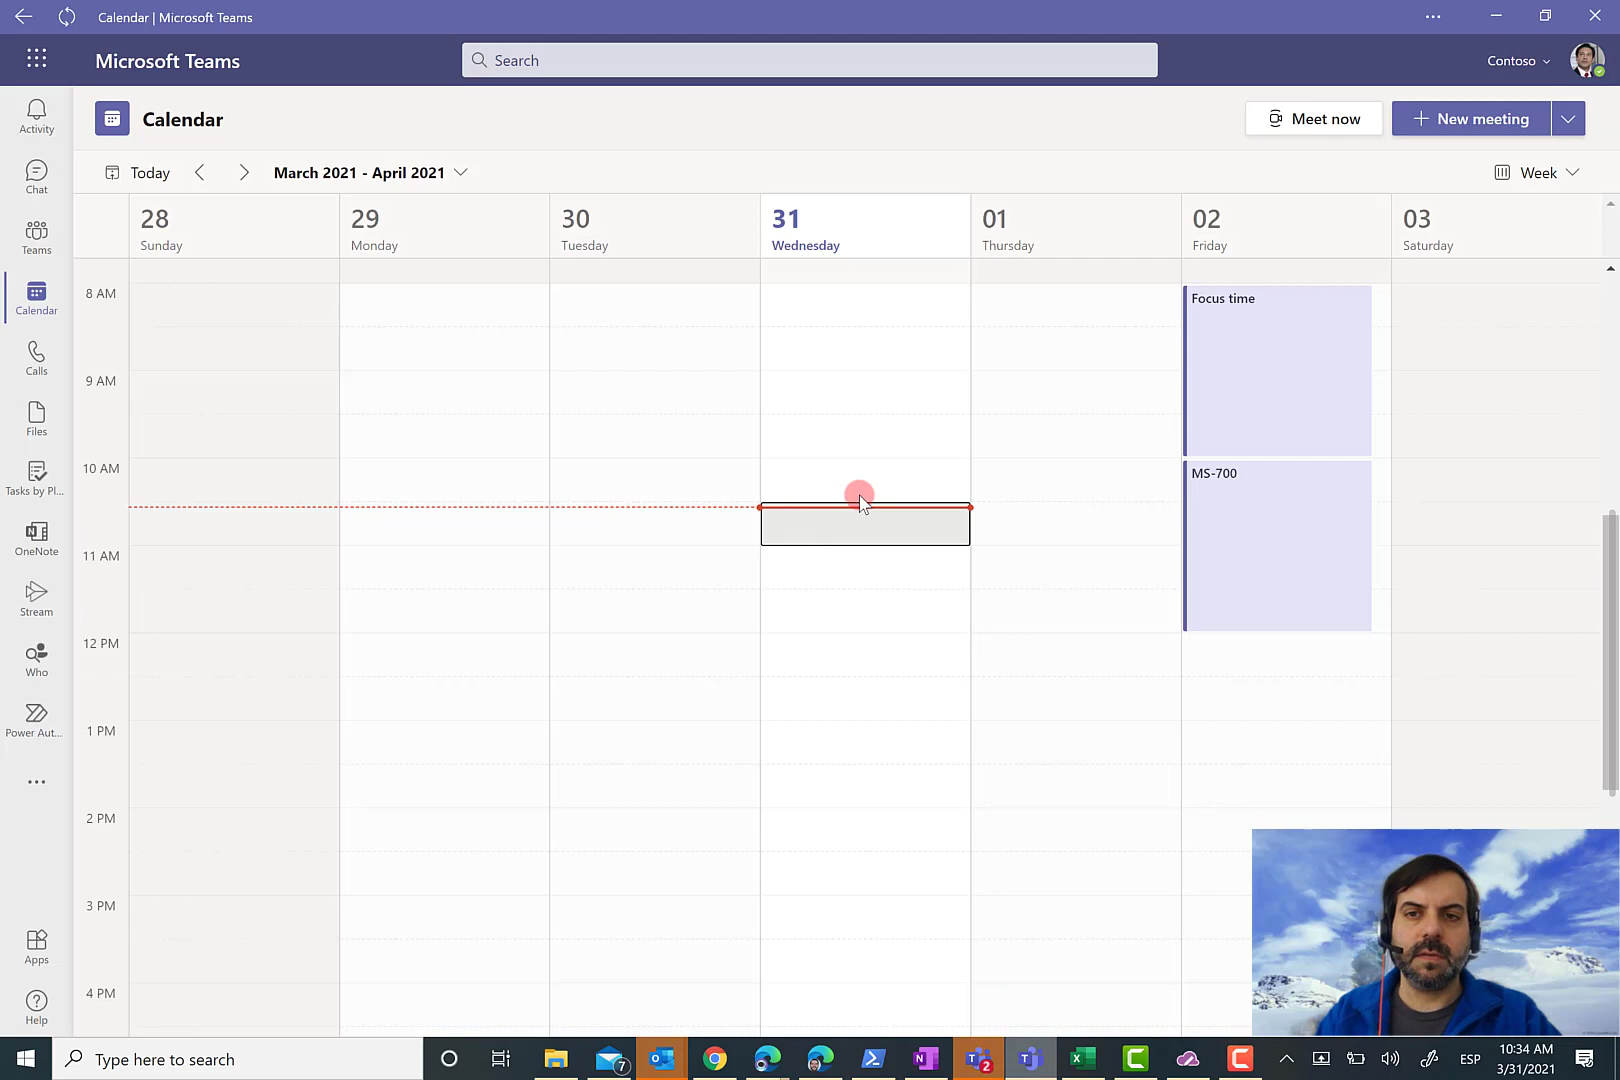 Calendar | Microsoft Teams
Microsoft Teams
Search
Contoso
Activity
Chat
Teams
Calendar
Calls
Files
Tasks by Pl...
OneNote
Stream
Who
Power Aut...
Apps
Help
Calendar
Meet now
New meeting
Today
March 2021 - April 2021
Week
28
Sunday
29
Monday
30
Tuesday
31
Wednesday
01
Thursday
02
Friday
03
Saturday
8 AM
9 AM
10 AM
11 AM
12 PM
1 PM
2 PM
3 PM
4 PM
Focus time
MS-700
Type here to search
7
2
ESP
10:34 AM
3/31/2021